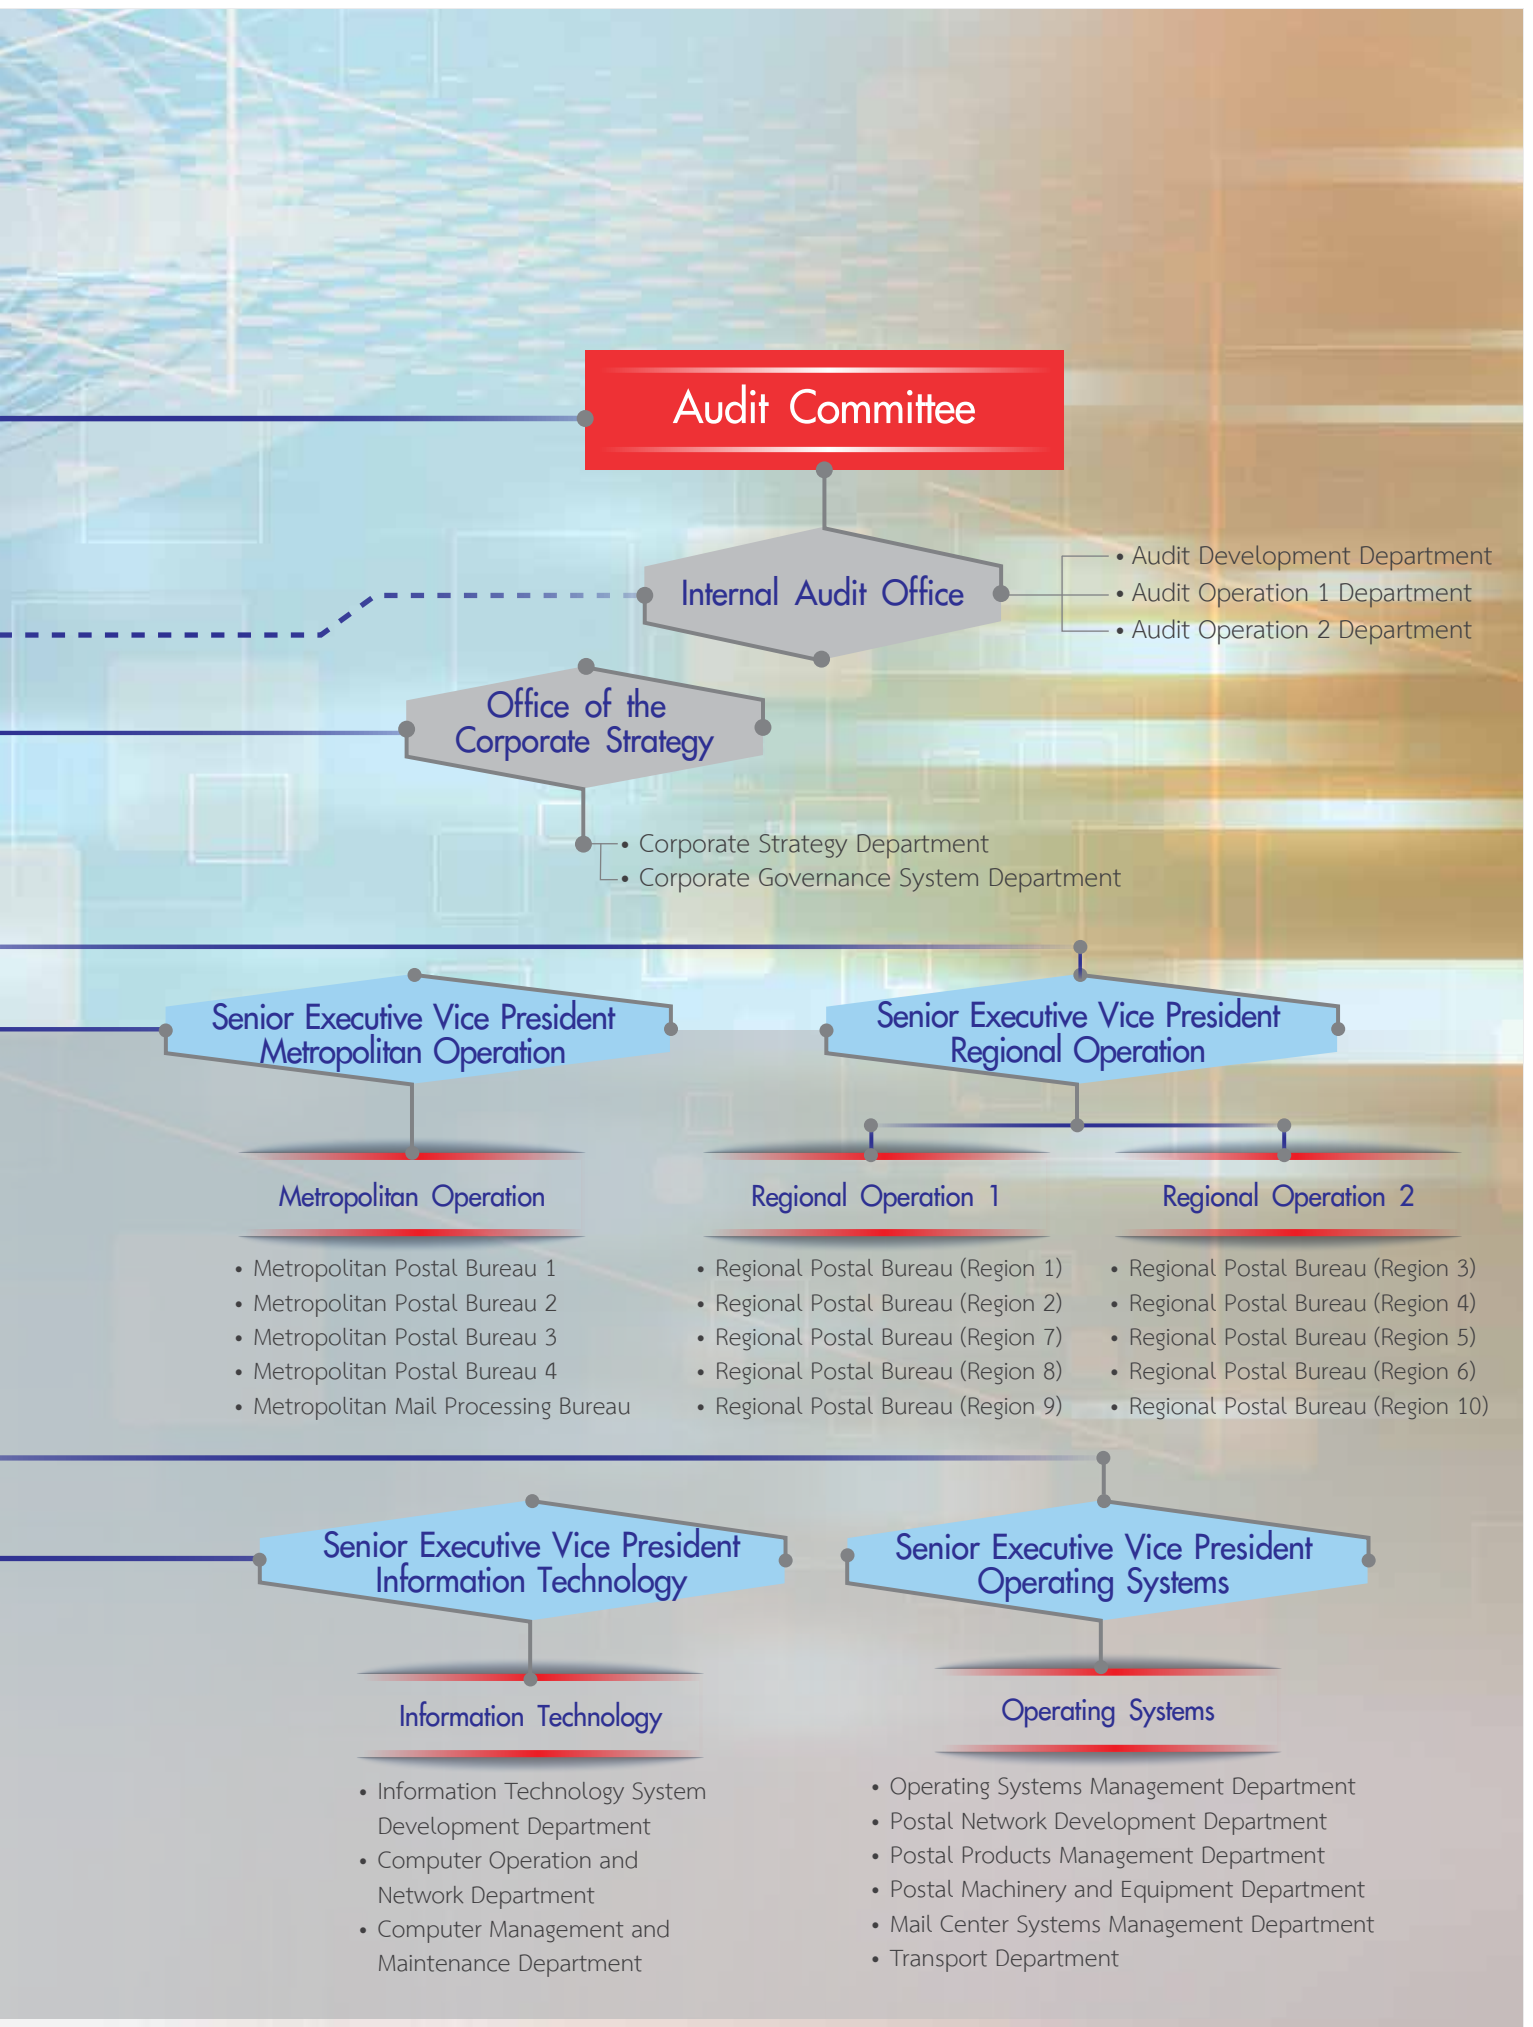 Audit Committee
Internal Audit Office
• Audit Development Department
• Audit Operation 1 Department
• Audit Operation 2 Department
Office of the
Corporate Strategy
• Corporate Strategy Department
• Corporate Governance System Department
Senior Executive Vice President
Metropolitan Operation
Senior Executive Vice President
Regional Operation
Metropolitan Operation
• Metropolitan Postal Bureau 1
• Metropolitan Postal Bureau 2
• Metropolitan Postal Bureau 3
• Metropolitan Postal Bureau 4
• Metropolitan Mail Processing Bureau
Regional Operation 1
• Regional Postal Bureau (Region 1)
• Regional Postal Bureau (Region 2)
• Regional Postal Bureau (Region 7)
• Regional Postal Bureau (Region 8)
• Regional Postal Bureau (Region 9)
Regional Operation 2
• Regional Postal Bureau (Region 3)
• Regional Postal Bureau (Region 4)
• Regional Postal Bureau (Region 5)
• Regional Postal Bureau (Region 6)
• Regional Postal Bureau (Region 10)
Senior Executive Vice President
Information Technology
Senior Executive Vice President
Operating Systems
Information Technology
• Information Technology System
Development Department
• Computer Operation and
Network Department
• Computer Management and
Maintenance Department
Operating Systems
• Operating Systems Management Department
• Postal Network Development Department
• Postal Products Management Department
• Postal Machinery and Equipment Department
• Mail Center Systems Management Department
• Transport Department